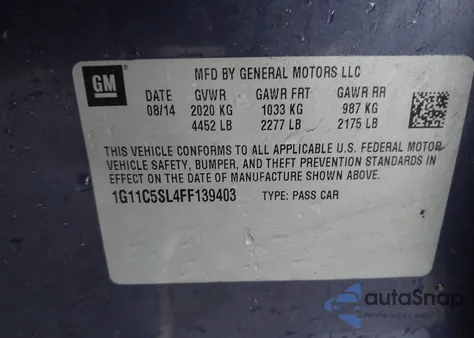 GM
MFD BY GENERAL MOTORS LLC
DATE GVWR GAWR FRT GAWR RR
08/14 2020 KG 1033 KG 987 KG
4452 LB 2277 LB 2175 LB
THIS VEHICLE CONFORMS TO ALL APPLICABLE U.S. FEDERAL MOTOR
VEHICLE SAFETY, BUMPER, AND THEFT PREVENTION STANDARDS
IN EFFECT ON THE DATE OF MANUFACTURE SHOWN ABOVE.
1G11C5SL4FF139403 TYPE: PASS CAR
autoSnap